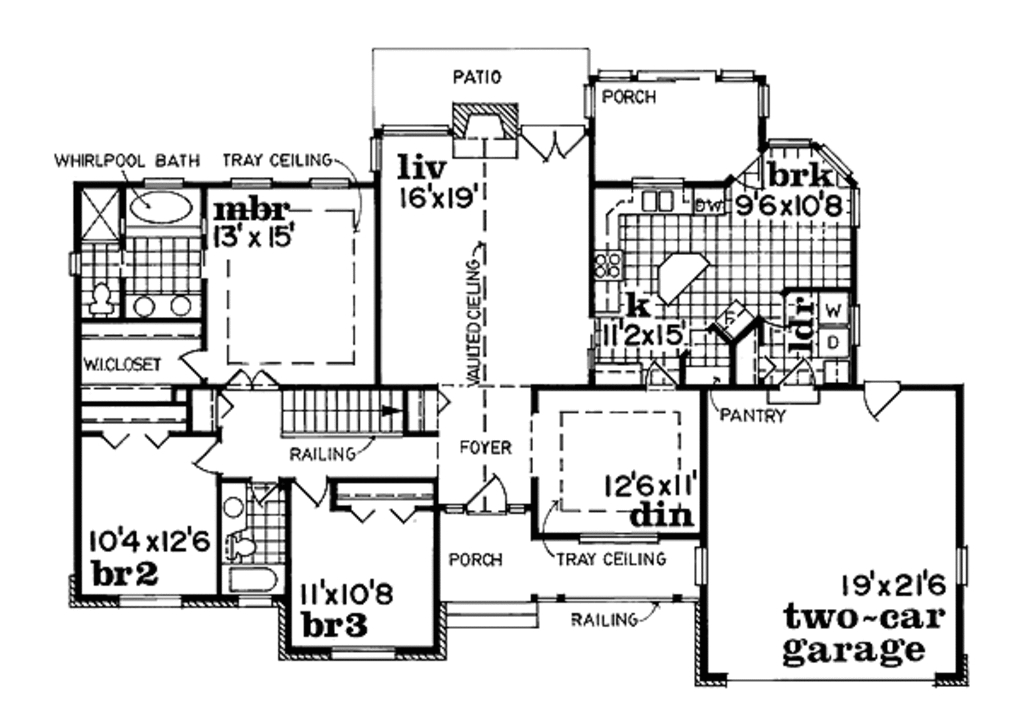 PATIO
PORCH
WHIRLPOOL BATH
TRAY CEILING
liv
16'x19'
brk
9'6x10'8
DW
mbr
13' x 15'
VAULTED CIELING
k
11'2x15'
F
ldr
W
D
W.I.CLOSET
PANTRY
RAILING
FOYER
12'6x11'
din
10'4x12'6
br2
PORCH
TRAY CEILING
11'x10'8
br3
RAILING
19'x21'6
two~car
garage